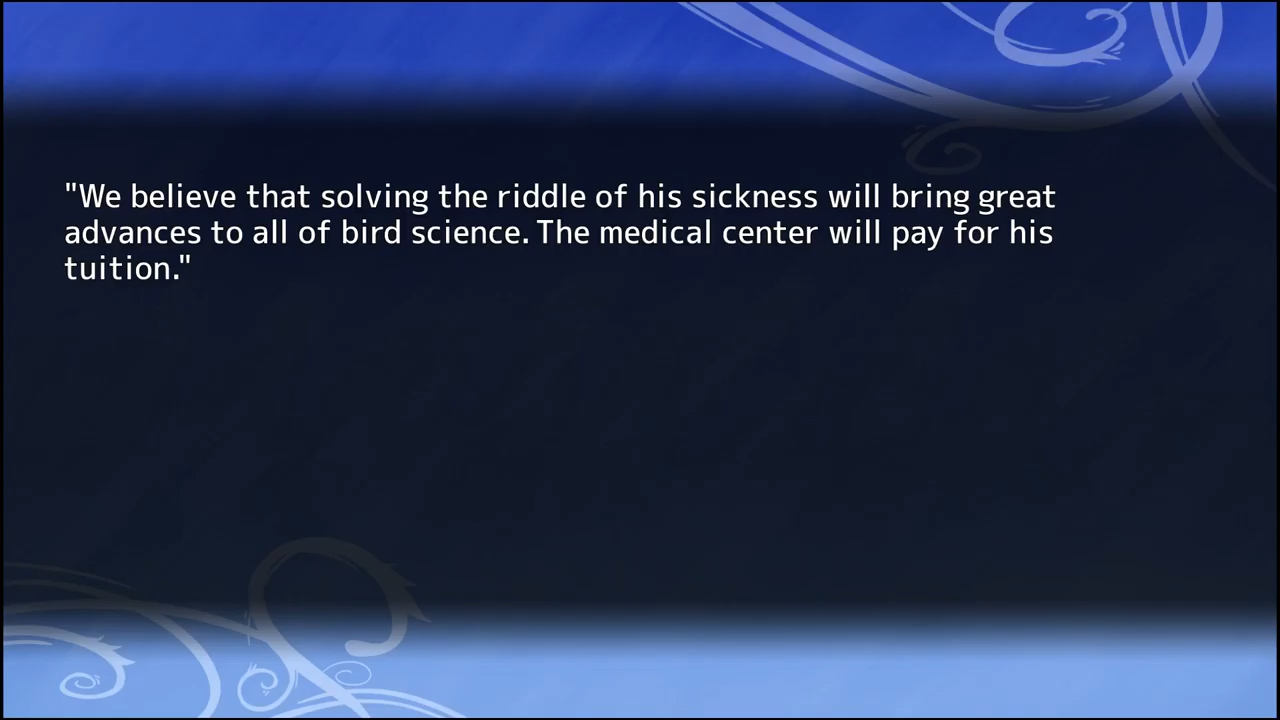 "We believe that solving the riddle of his sickness will bring great
advances to all of bird science. The medical center will pay for his
tuition."